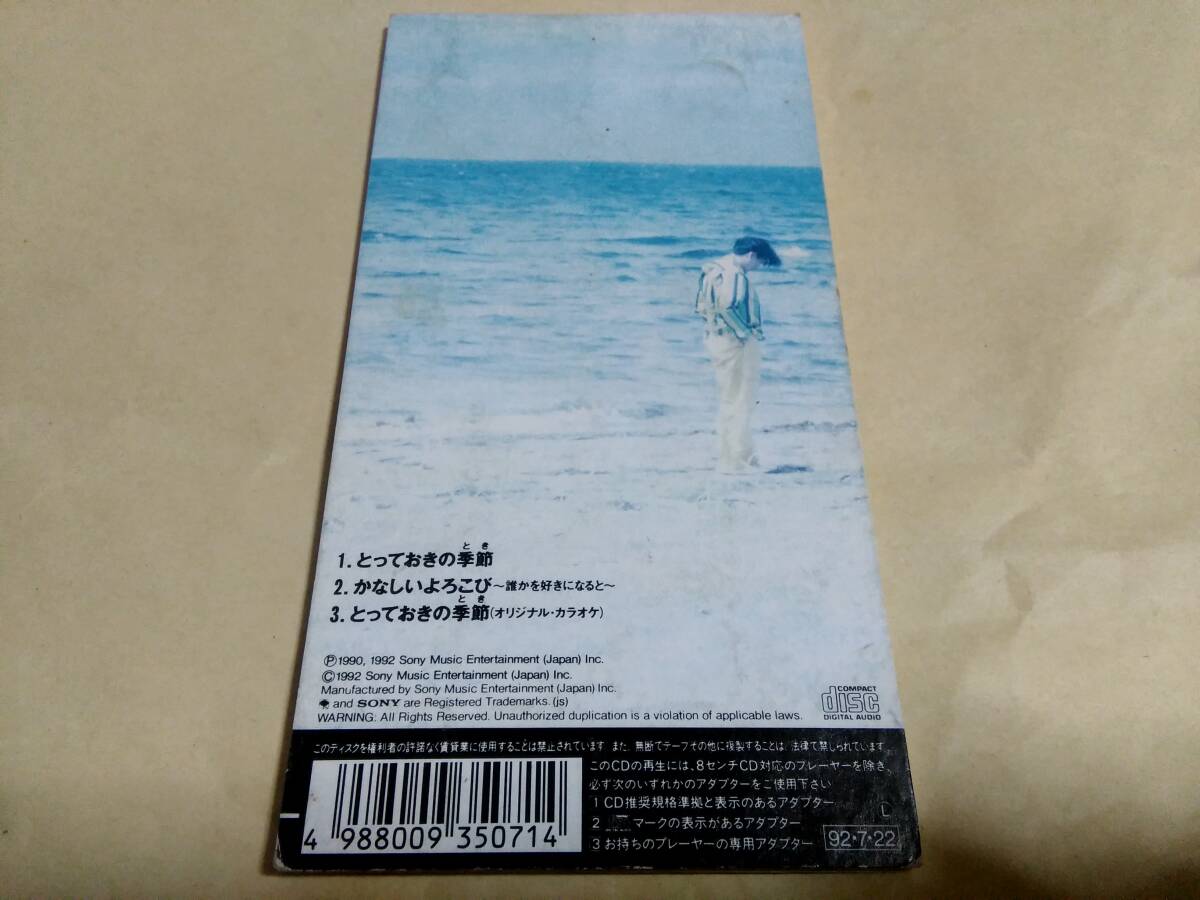 とき
1. とっておきの季節
2. かなしいよろこび〜誰かを好きになると〜
とき
3. とっておきの季節(オリジナル・カラオケ)
Ⓟ1990, 1992 Sony Music Entertainment (Japan) Inc.
Ⓒ1992 Sony Music Entertainment (Japan) Inc.
Manufactured by Sony Music Entertainment (Japan) Inc.
and SONY are Registered Trademarks. (js)
WARNING: All Rights Reserved. Unauthorized duplication is a violation of applicable laws.
COMPACT
disc
DIGITAL AUDIO
このディスクを権利者の許諾なく賃貸業に使用することは禁止されています。また、無断でテープその他に複製することは、法律で禁じられています。
このCDの再生には、8センチCD対応のプレーヤーを除き、
必ず次のいずれかのアダプターをご使用下さい
1 CD推奨規格準拠と表示のあるアダプター
2 マークの表示があるアダプター
3 お持ちのプレーヤーの専用アダプター
L
92・7・22
4 988009 350714